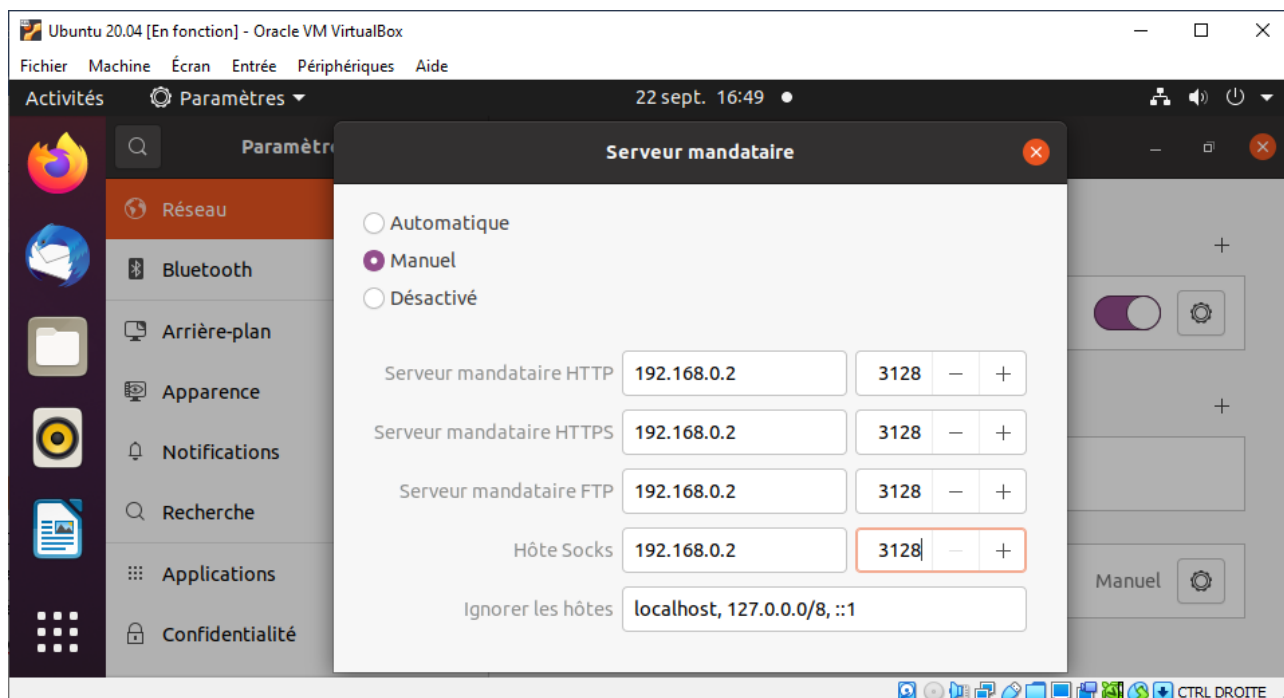 Ubuntu 20.04 [En fonction] - Oracle VM VirtualBox
Fichier Machine Écran Entrée Périphériques Aide
Activités Paramètres 22 sept. 16:49
Paramètr
Serveur mandataire
Réseau
Bluetooth
Arrière-plan
Apparence
Notifications
Recherche
Applications
Confidentialité
Automatique
Manuel
Désactivé
Serveur mandataire HTTP 192.168.0.2 3128 − +
Serveur mandataire HTTPS 192.168.0.2 3128 − +
Serveur mandataire FTP 192.168.0.2 3128 − +
Hôte Socks 192.168.0.2 3128 − +
Ignorer les hôtes localhost, 127.0.0.0/8, ::1
Manuel
CTRL DROITE